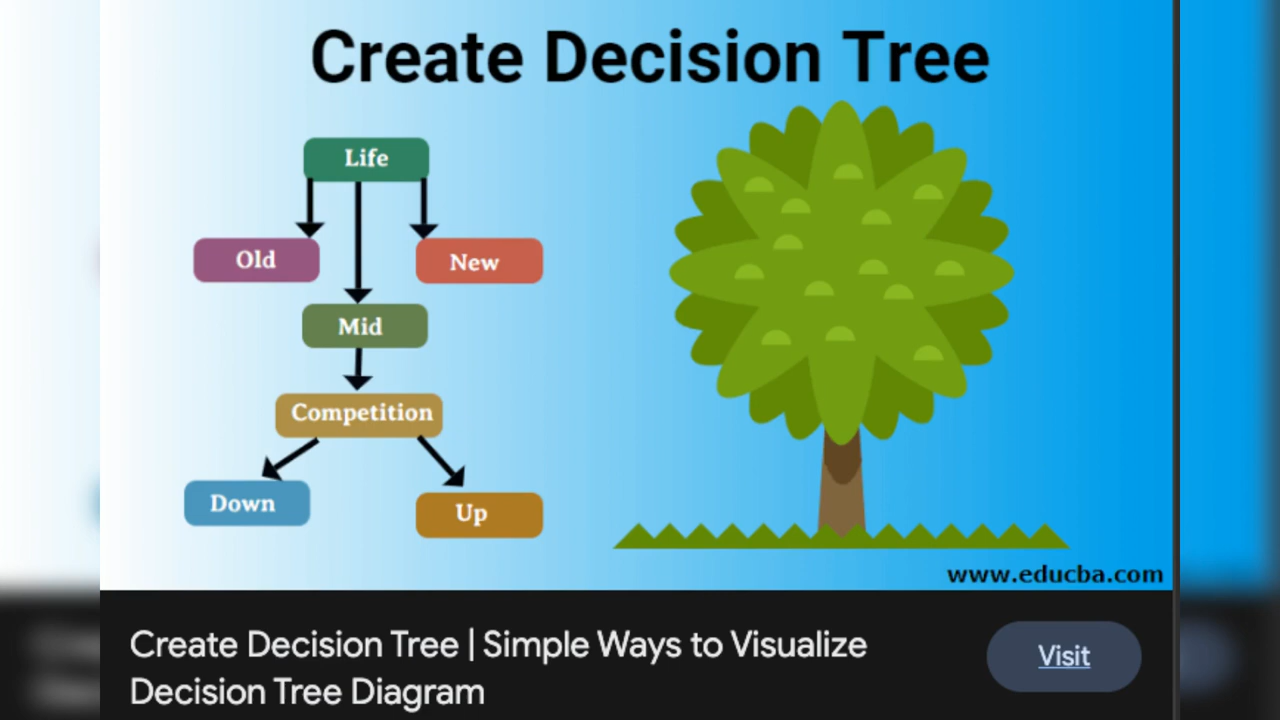 Create Decision Tree
Life
Old
New
Mid
Competition
Down
Up
www.educba.com
Create Decision Tree | Simple Ways to Visualize
Decision Tree Diagram
Visit